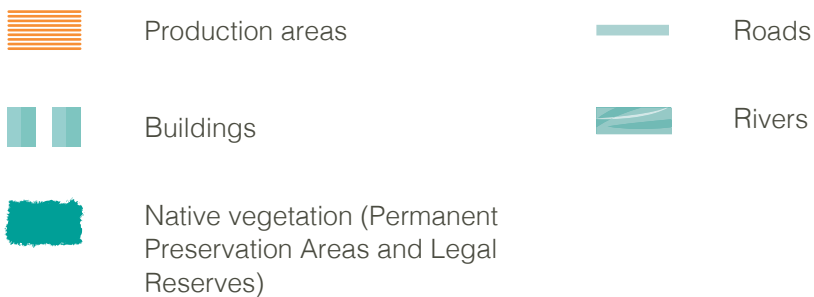 Production areas
Roads
Buildings
Rivers
Native vegetation (Permanent
Preservation Areas and Legal
Reserves)